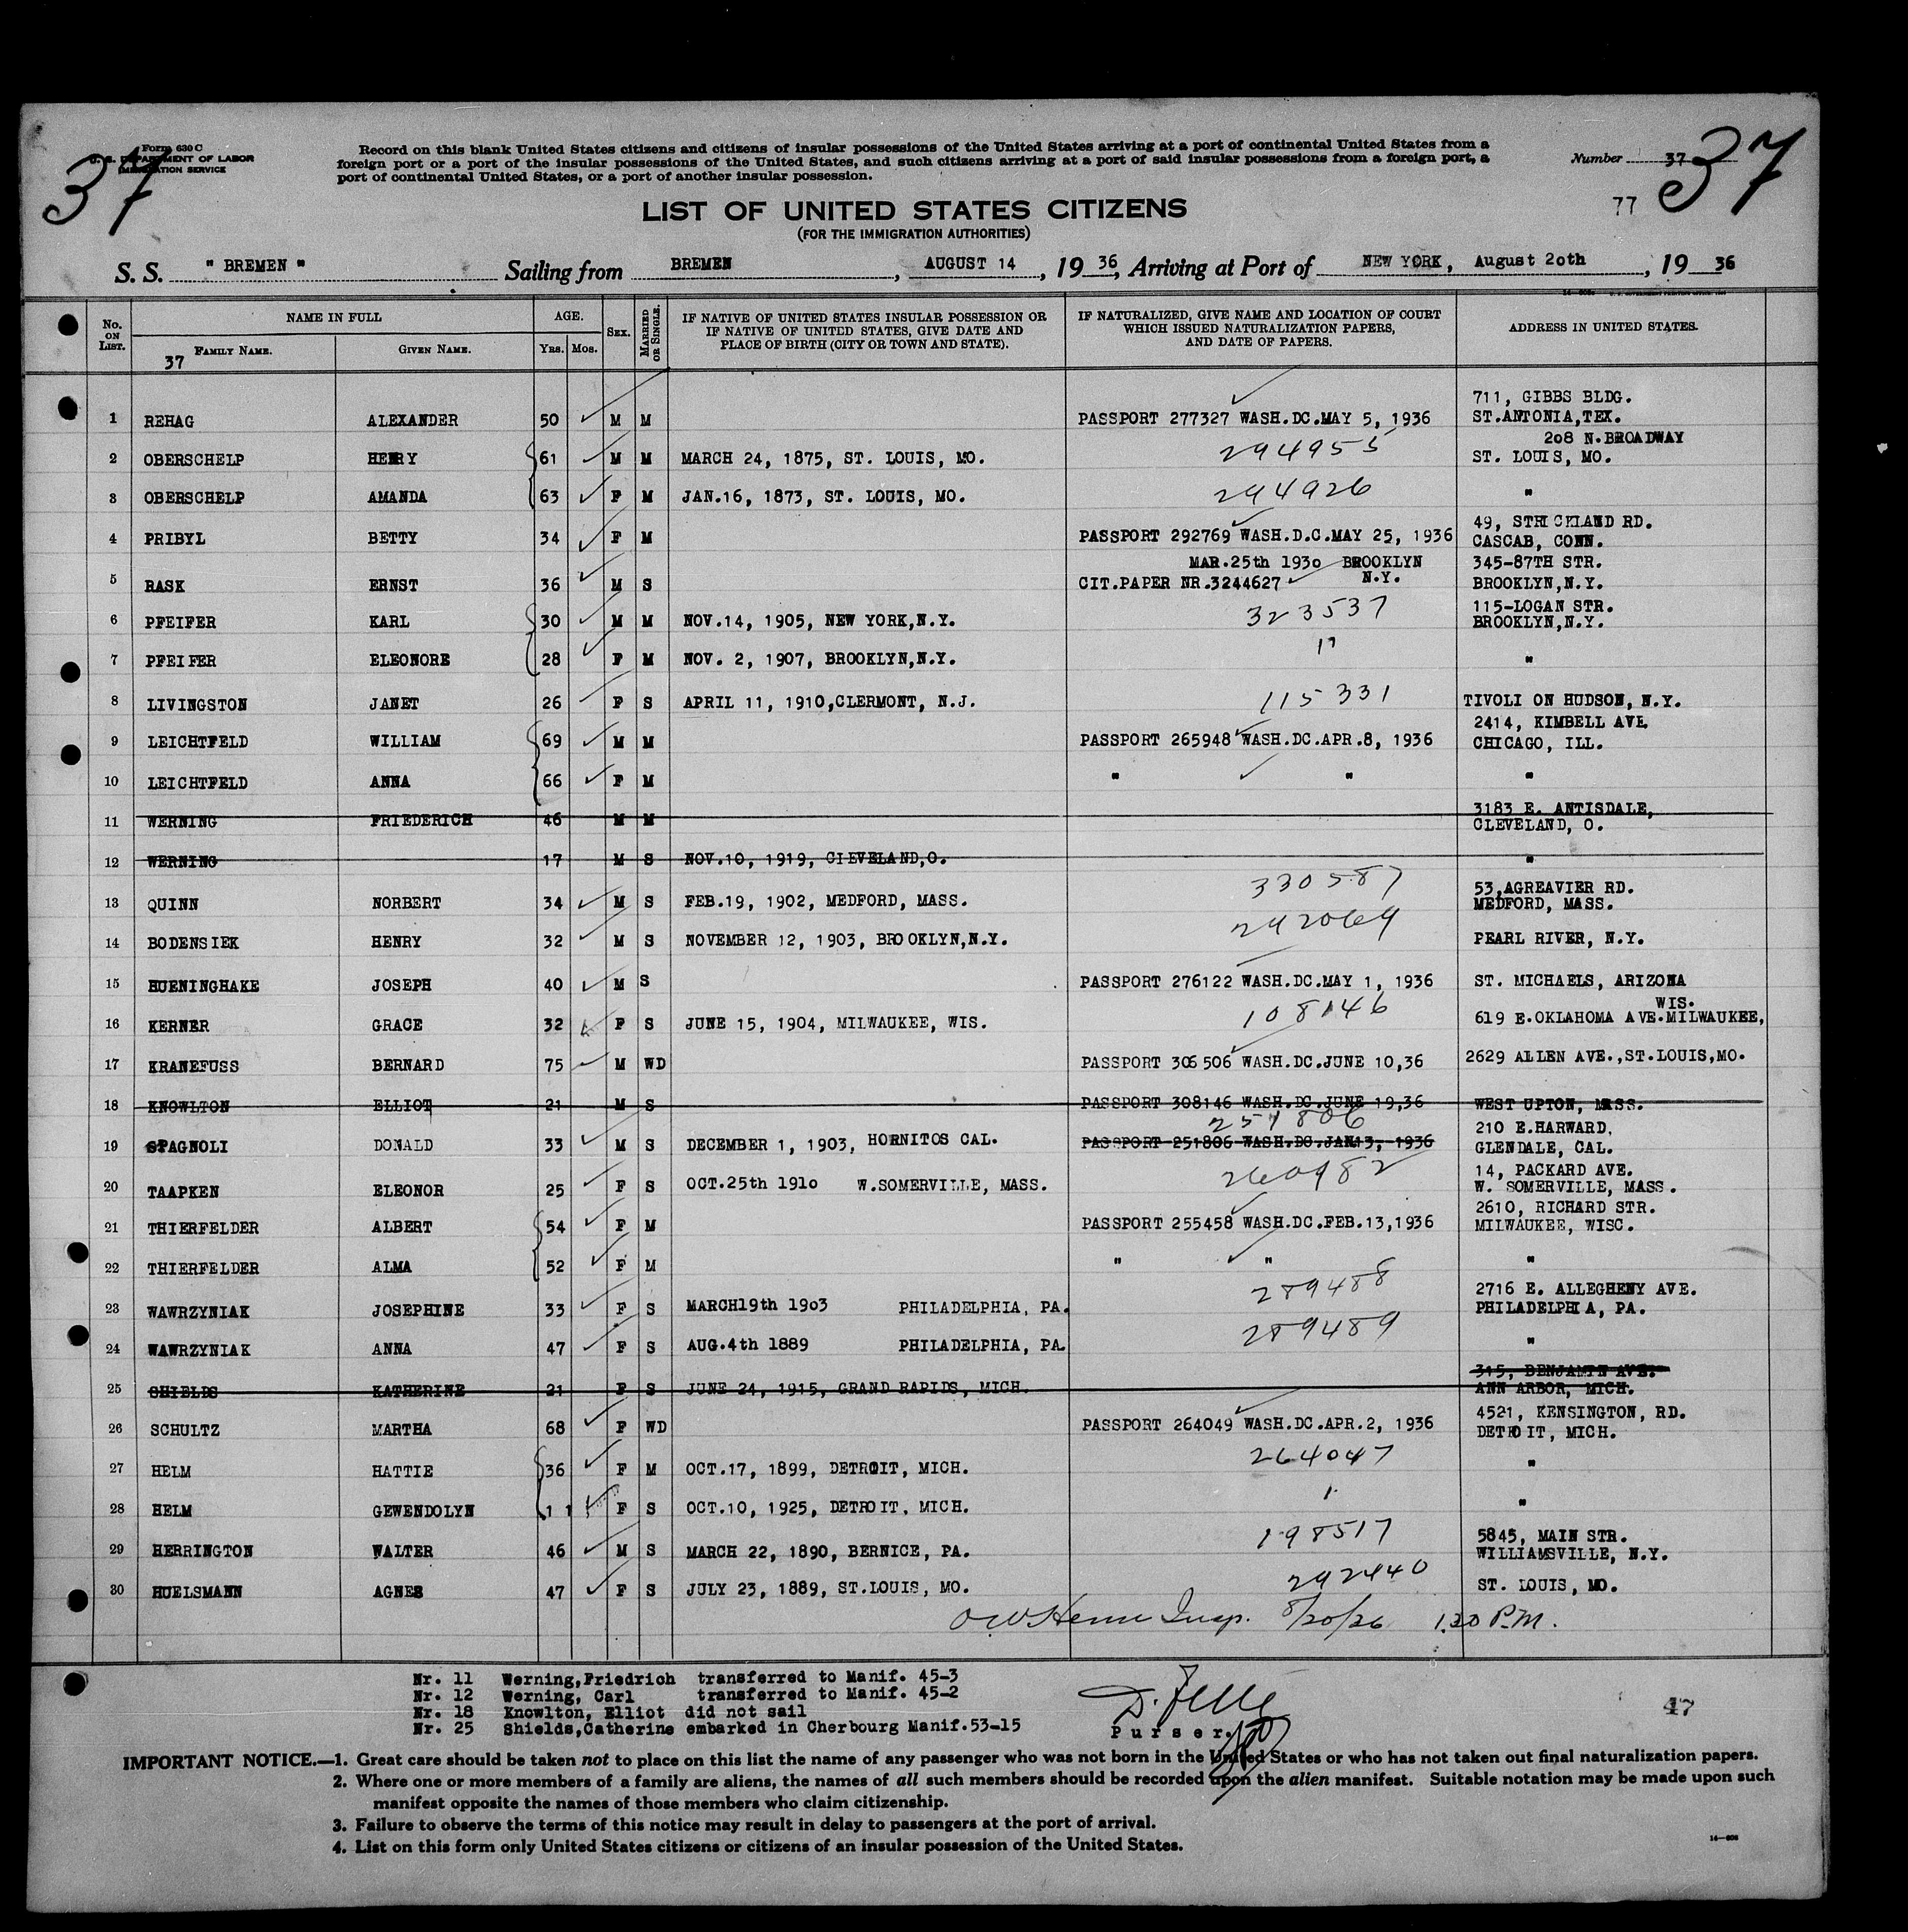 37
Form 630 C
U. S. DEPARTMENT OF LABOR
IMMIGRATION SERVICE
Record on this blank United States citizens and citizens of insular possessions of the United States arriving at a port of continental United States from a
foreign port or a port of the insular possessions of the United States, and such citizens arriving at a port of said insular possessions from a foreign port, a
port of continental United States, or a port of another insular possession.
Number 37
37
77
LIST OF UNITED STATES CITIZENS
(FOR THE IMMIGRATION AUTHORITIES)
S. S. " BREMEN " Sailing from BREMEN, AUGUST 14, 1936, Arriving at Port of NEW YORK, August 2oth, 1936
No. ON LIST. NAME IN FULL AGE. SEX. MARRIED OR SINGLE. IF NATIVE OF UNITED STATES INSULAR POSSESSION OR IF NATIVE OF UNITED STATES, GIVE DATE AND PLACE OF BIRTH (CITY OR TOWN AND STATE). IF NATURALIZED, GIVE NAME AND LOCATION OF COURT WHICH ISSUED NATURALIZATION PAPERS, AND DATE OF PAPERS. ADDRESS IN UNITED STATES.
37 FAMILY NAME. GIVEN NAME. YRS. MOS.
711, GIBBS BLDG.
1 REHAG ALEXANDER 50 M M PASSPORT 277327 WASH.DC.MAY 5, 1936 ST.ANTONIA,TEX.
208 N.BROADWAY
2 OBERSCHELP HENRY 61 M M MARCH 24, 1875, ST. LOUIS, MO. 294955 ST. LOUIS, MO.
3 OBERSCHELP AMANDA 63 F M JAN.16, 1873, ST. LOUIS, MO. 294926 "
49, STRICKLAND RD.
4 PRIBYL BETTY 34 F M PASSPORT 292769 WASH.D.C.MAY 25, 1936 CASCAB, CONN.
MAR.25th 193o BROOKLYN N.Y. 345-87TH STR.
5 RASK ERNST 36 M S CIT.PAPER NR.3244627 BROOKLYN,N.Y.
115-LOGAN STR.
6 PFEIFER KARL 30 M M NOV.14, 1905, NEW YORK,N.Y. 323537 BROOKLYN,N.Y.
7 PFEIFER ELEONORE 28 F M NOV. 2, 1907, BROOKLYN,N.Y. " "
8 LIVINGSTON JANET 26 F S APRIL 11, 1910,CLERMONT, N.J. 115331 TIVOLI ON HUDSON, N.Y.
2414, KIMBELL AVE.
9 LEICHTFELD WILLIAM 69 M M PASSPORT 265948 WASH.DC.APR.8, 1936 CHICAGO, ILL.
10 LEICHTFELD ANNA 66 F M " " "
3183 E. ANTISDALE,
11 WERNING FRIEDERICH 46 M M CLEVELAND, O.
12 WERNING 17 M S NOV.10, 1919, CLEVELAND,O. "
53,AGREAVIER RD.
13 QUINN NORBERT 34 M S FEB.19, 1902, MEDFORD, MASS. 330587 MEDFORD, MASS.
14 BODENSIEK HENRY 32 M S NOVEMBER 12, 1903, BROOKLYN,N.Y. 292069 PEARL RIVER, N.Y.
15 HUENINGHAKE JOSEPH 40 M S PASSPORT 276122 WASH.DC.MAY 1, 1936 ST. MICHAELS, ARIZONA
WIS.
16 KERNER GRACE 32 F S JUNE 15, 1904, MILWAUKEE, WIS. 108146 619 E.OKLAHOMA AVE.MILWAUKEE,
17 KRANEFUSS BERNARD 75 M WD PASSPORT 306506 WASH.DC.JUNE 10,36 2629 ALLEN AVE.,ST.LOUIS,MO.
18 KNOWLTON ELLIOT 21 M S PASSPORT 308146 WASH.DC.JUNE 19,36 WEST UPTON, MASS.
251806 210 E.HARWARD,
19 SPAGNOLI DONALD 33 M S DECEMBER 1, 1903, HORNITOS CAL. PASSPORT 251806 WASH.DC.JAN13, 1936 GLENDALE, CAL.
14, PACKARD AVE.
20 TAAPKEN ELEONOR 25 F S OCT.25th 191o W.SOMERVILLE, MASS. 260982 W. SOMERVILLE, MASS.
2610, RICHARD STR.
21 THIERFELDER ALBERT 54 F M PASSPORT 255458 WASH.DC.FEB.13,1936 MILWAUKEE, WISC.
22 THIERFELDER ALMA 52 F M " " "
2716 E. ALLEGHENY AVE.
23 WAWRZYNIAK JOSEPHINE 33 F S MARCH19th 19o3 PHILADELPHIA, PA. 289488 PHILADELPHIA, PA.
24 WAWRZYNIAK ANNA 47 F S AUG.4th 1889 PHILADELPHIA, PA. 289489 "
315, BENJAMIN AVE.
25 SHIELDS KATHERINE 21 F S JUNE 24, 1915, GRAND RAPIDS, MICH. ANN ARBOR, MICH.
4521, KENSINGTON, RD.
26 SCHULTZ MARTHA 68 F WD PASSPORT 264049 WASH.DC.APR.2, 1936 DETROIT, MICH.
27 HELM HATTIE 36 F M OCT.17, 1899, DETROIT, MICH. 264047 "
28 HELM GEWENDOLYN 11 F S OCT.10, 1925, DETROIT, MICH. "
5845, MAIN STR.
29 HERRINGTON WALTER 46 M S MARCH 22, 1890, BERNICE, PA. 198517 WILLIAMSVILLE, N.Y.
30 HUELSMANN AGNES 47 F S JULY 23, 1889, ST.LOUIS, MO. 292440 ST. LOUIS, MO.
Insp. 8/20/36 1.30 P.M.
Nr. 11 Werning,Friedrich transferred to Manif. 45-3
Nr. 12 Werning, Carl transferred to Manif. 45-2
Nr. 18 Knowlton, Elliot did not sail
Nr. 25 Shields,Catherine embarked in Cherbourg Manif.53-15
Purser.
47
IMPORTANT NOTICE.—1. Great care should be taken not to place on this list the name of any passenger who was not born in the United States or who has not taken out final naturalization papers.
2. Where one or more members of a family are aliens, the names of all such members should be recorded upon the alien manifest. Suitable notation may be made upon such
manifest opposite the names of those members who claim citizenship.
3. Failure to observe the terms of this notice may result in delay to passengers at the port of arrival.
4. List on this form only United States citizens or citizens of an insular possession of the United States.
14—608